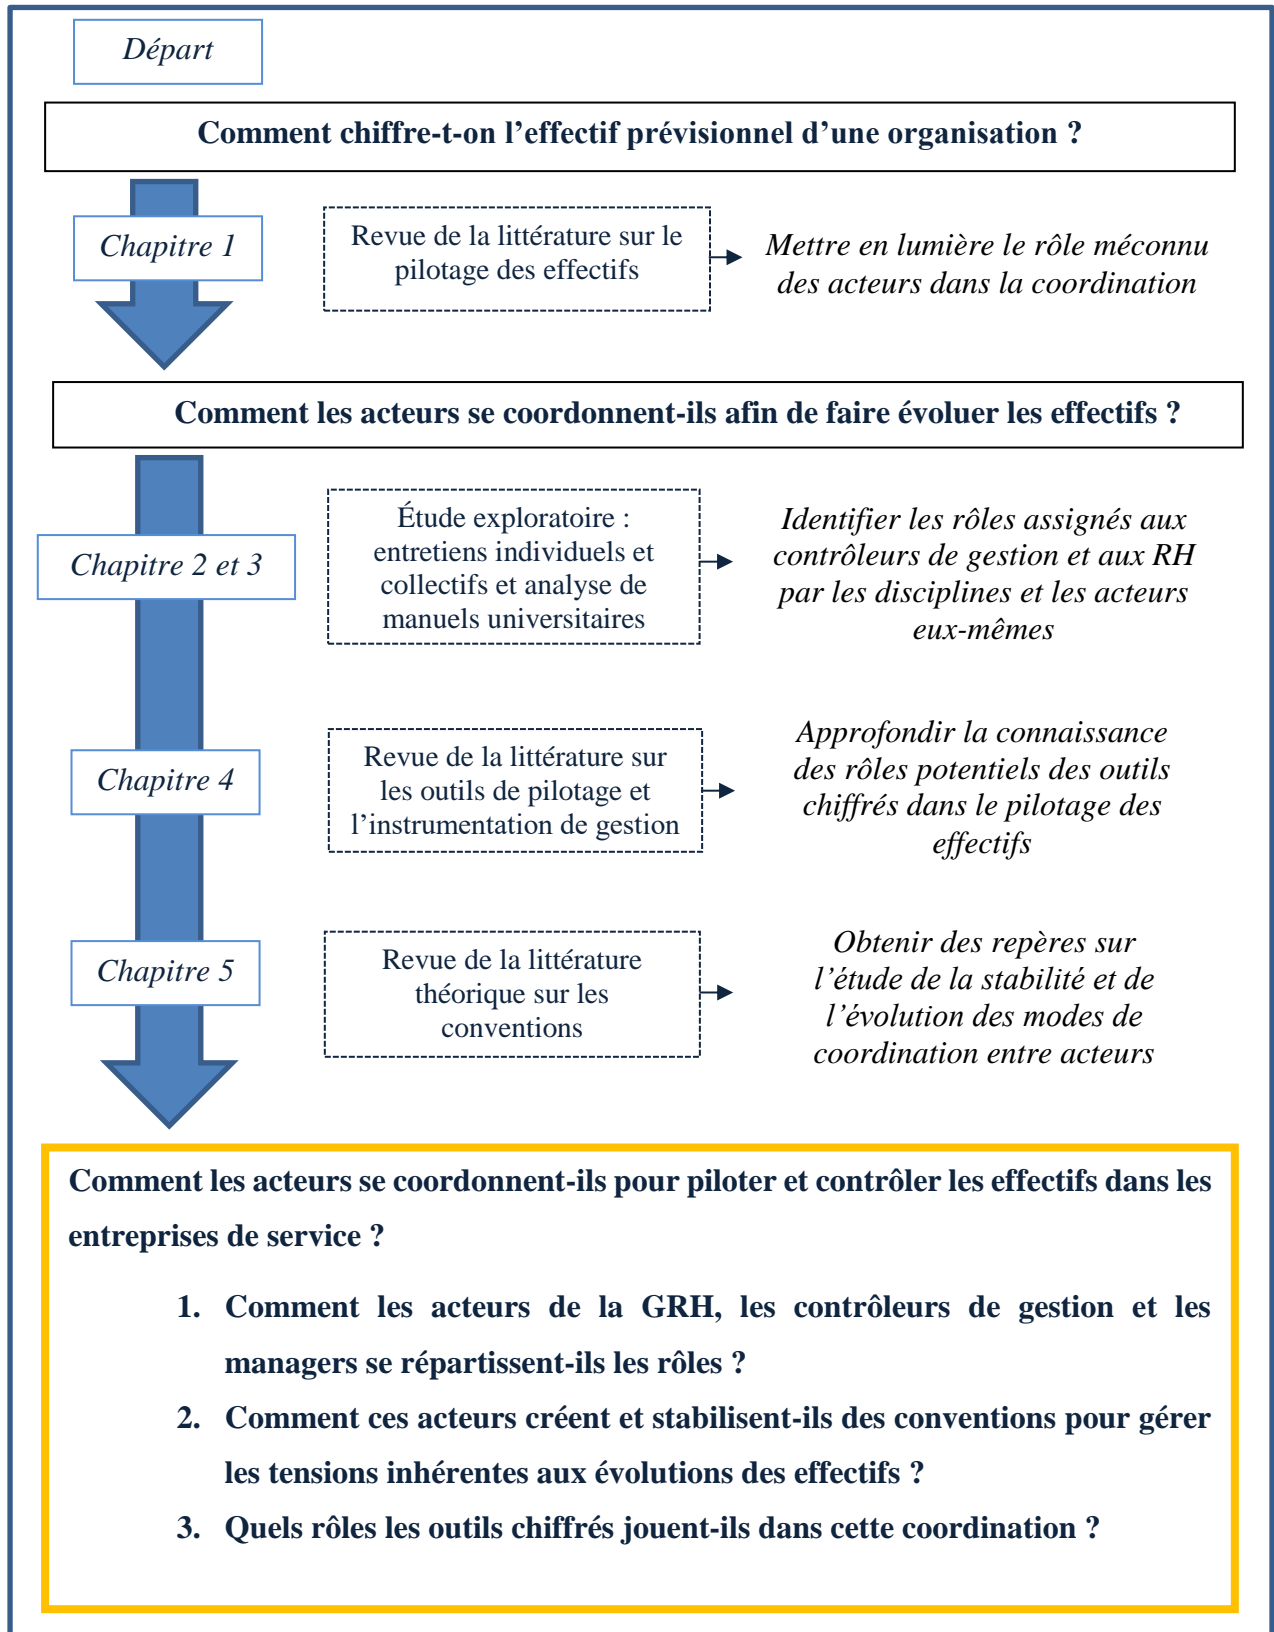 Départ
Comment chiffre-t-on l’effectif prévisionnel d’une organisation ?
Chapitre 1
Revue de la littérature sur le
pilotage des effectifs
Mettre en lumière le rôle méconnu
des acteurs dans la coordination
Comment les acteurs se coordonnent-ils afin de faire évoluer les effectifs ?
Chapitre 2 et 3
Étude exploratoire :
entretiens individuels et
collectifs et analyse de
manuels universitaires
Identifier les rôles assignés aux
contrôleurs de gestion et aux RH
par les disciplines et les acteurs
eux-mêmes
Chapitre 4
Revue de la littérature sur
les outils de pilotage et
l’instrumentation de gestion
Approfondir la connaissance
des rôles potentiels des outils
chiffrés dans le pilotage des
effectifs
Chapitre 5
Revue de la littérature
théorique sur les
conventions
Obtenir des repères sur
l’étude de la stabilité et de
l’évolution des modes de
coordination entre acteurs
Comment les acteurs se coordonnent-ils pour piloter et contrôler les effectifs dans les
entreprises de service ?
1. Comment les acteurs de la GRH, les contrôleurs de gestion et les
managers se répartissent-ils les rôles ?
2. Comment ces acteurs créent et stabilisent-ils des conventions pour gérer
les tensions inhérentes aux évolutions des effectifs ?
3. Quels rôles les outils chiffrés jouent-ils dans cette coordination ?